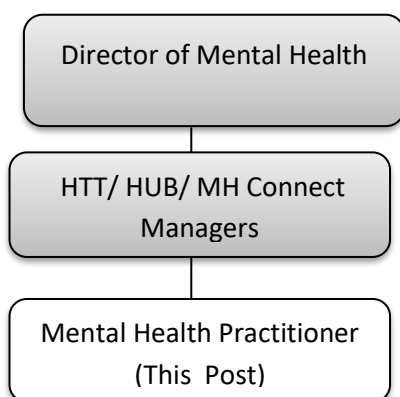 Director of Mental Health
HTT/ HUB/ MH Connect
Managers
Mental Health Practitioner
(This Post)